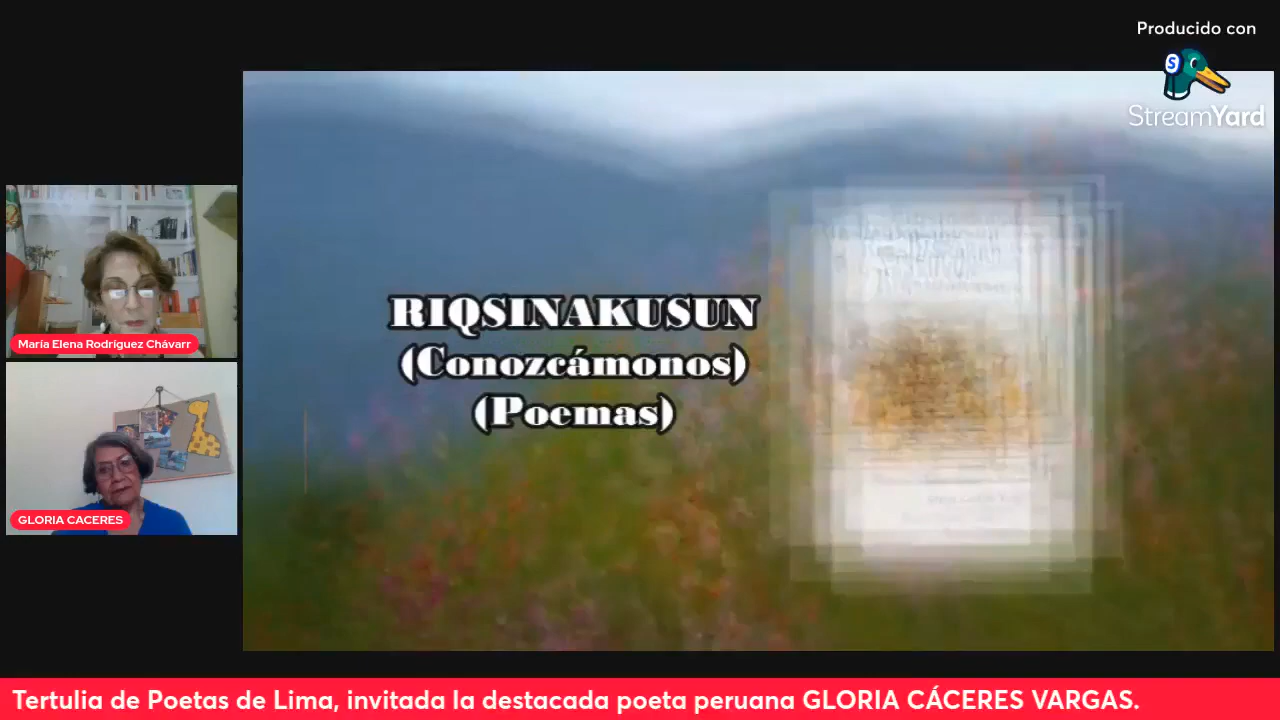 Producido con
StreamYard
RIQSINAKUSUN
(Conozcámonos)
(Poemas)
María Elena Rodríguez Chávarr
GLORIA CACERES
Tertulia de Poetas de Lima, invitada la destacada poeta peruana GLORIA CÁCERES VARGAS.